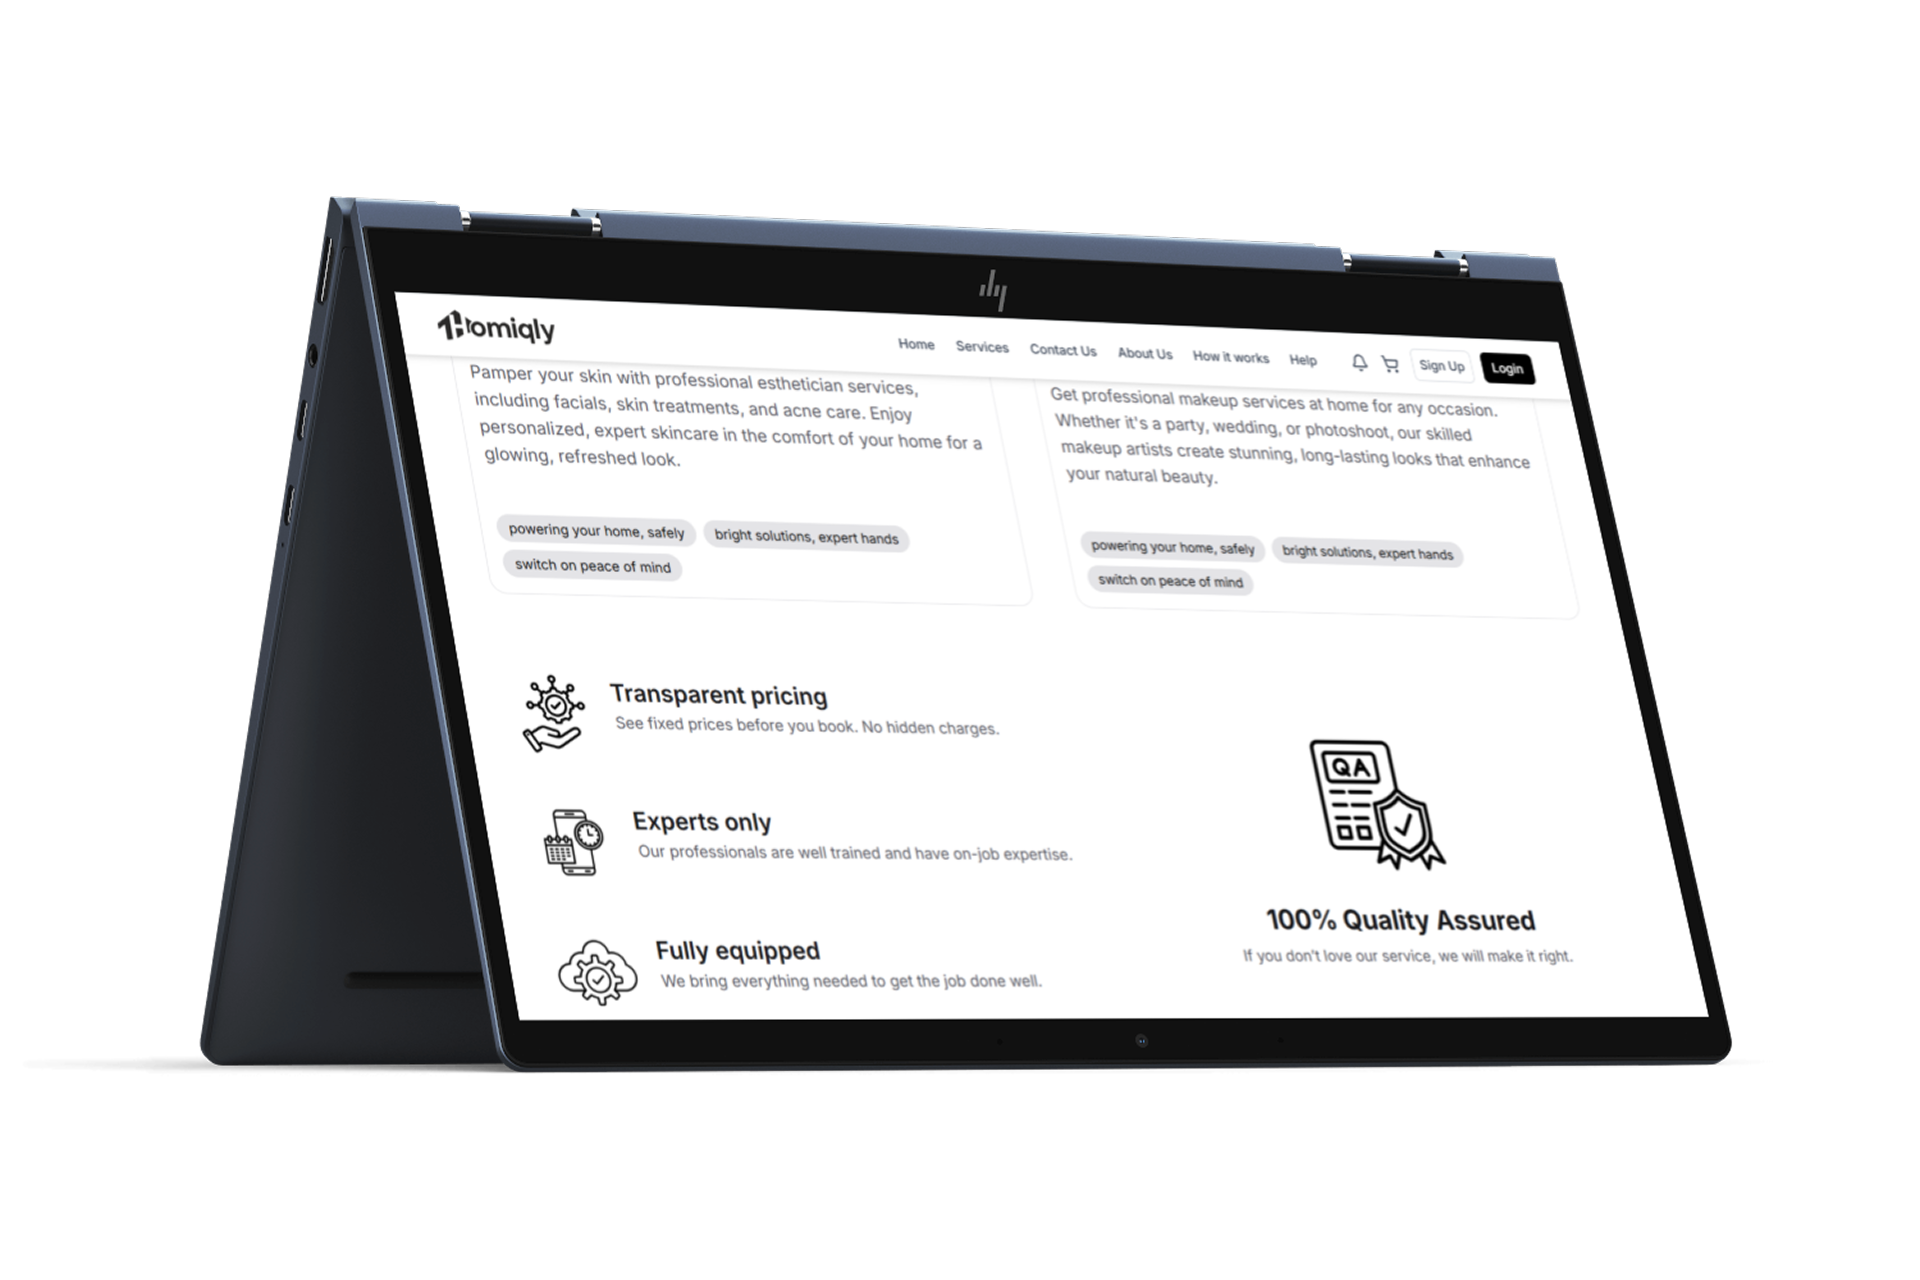 Homiqly
Home Services Contact Us About Us How it works Help Sign Up Login
Pamper your skin with professional esthetician services,
including facials, skin treatments, and acne care. Enjoy
personalized, expert skincare in the comfort of your home for a
glowing, refreshed look.
powering your home, safely bright solutions, expert hands
switch on peace of mind
Get professional makeup services at home for any occasion.
Whether it's a party, wedding, or photoshoot, our skilled
makeup artists create stunning, long-lasting looks that enhance
your natural beauty.
powering your home, safely bright solutions, expert hands
switch on peace of mind
Transparent pricing
See fixed prices before you book. No hidden charges.
Experts only
Our professionals are well trained and have on-job expertise.
Fully equipped
We bring everything needed to get the job done well.
QA
100% Quality Assured
If you don't love our service, we will make it right.